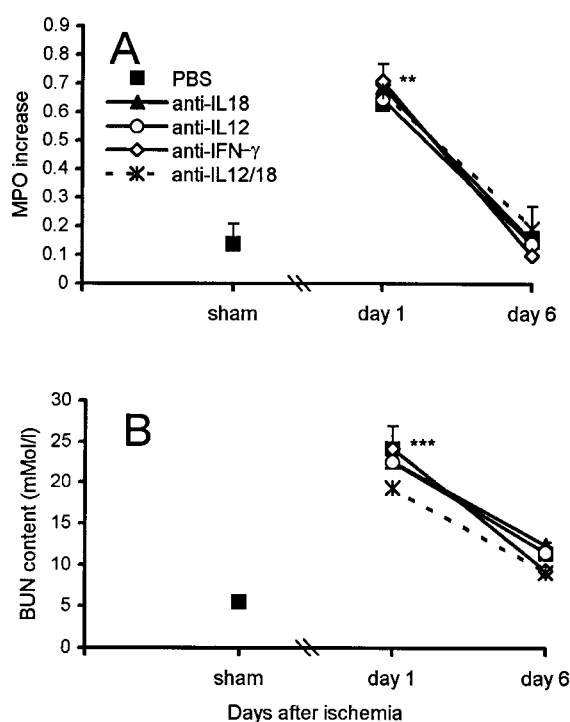 A
MPO increase
0.9
0.8
0.7
0.6
0.5
0.4
0.3
0.2
0.1
0
PBS
anti-IL18
anti-IL12
anti-IFN-γ
anti-IL12/18
**
sham
day 1
day 6
B
BUN content (mMol/l)
30
25
20
15
10
5
0
***
sham
day 1
day 6
Days after ischemia